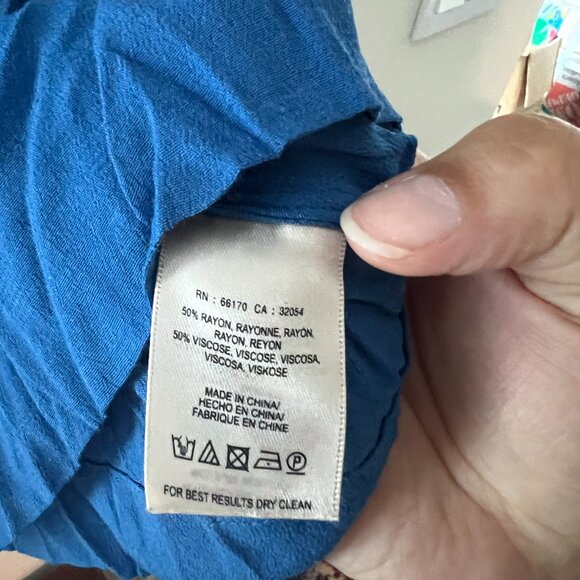 RN : 66170 CA : 32054
50% RAYON, RAYONNE, RAYON,
RAYON, REYON
50% VISCOSE, VISCOSE, VISCOSA,
VISCOSA, VISKOSE
MADE IN CHINA/
HECHO EN CHINA/
FABRIQUE EN CHINE
P
FOR BEST RESULTS DRY CLEAN